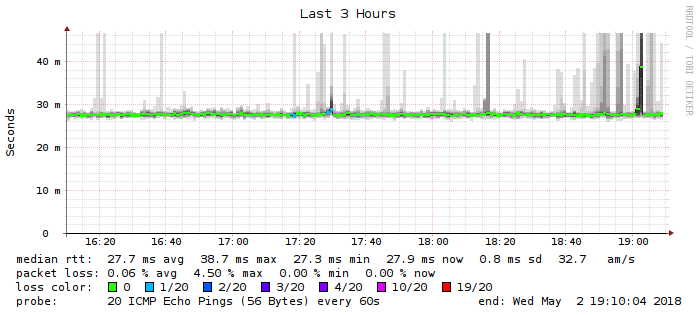 Last 3 Hours
RRDTOOL / TOBI OETIKER
Seconds
40 m
30 m
20 m
10 m
0
16:20 16:40 17:00 17:20 17:40 18:00 18:20 18:40 19:00
median rtt: 27.7 ms avg 38.7 ms max 27.3 ms min 27.9 ms now 0.8 ms sd 32.7 am/s
packet loss: 0.06 % avg 4.50 % max 0.00 % min 0.00 % now
loss color: 0 1/20 2/20 3/20 4/20 10/20 19/20
probe: 20 ICMP Echo Pings (56 Bytes) every 60s end: Wed May 2 19:10:04 2018